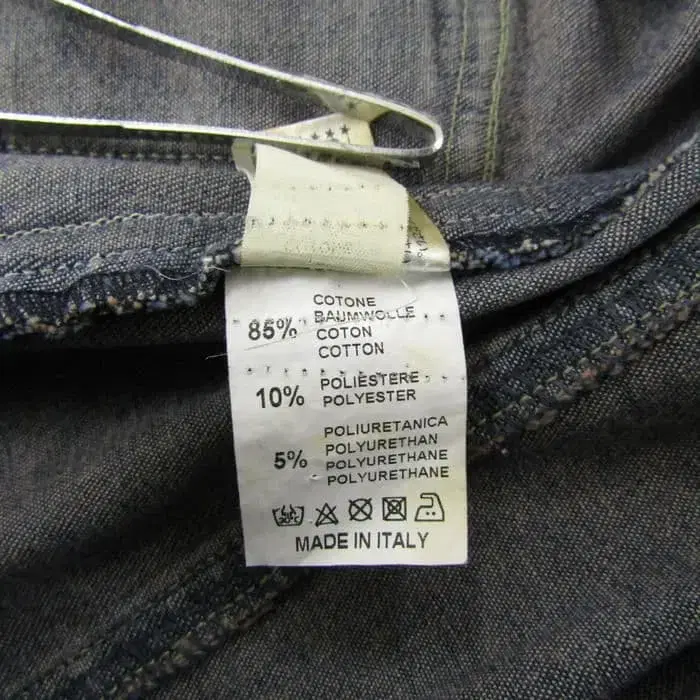 85%
COTONE
BAUMWOLLE
COTON
COTTON
10%
POLIESTERE
POLYESTER
5%
POLIURETANICA
POLYURETHAN
POLYURETHANE
POLYURETHANE
MADE IN ITALY